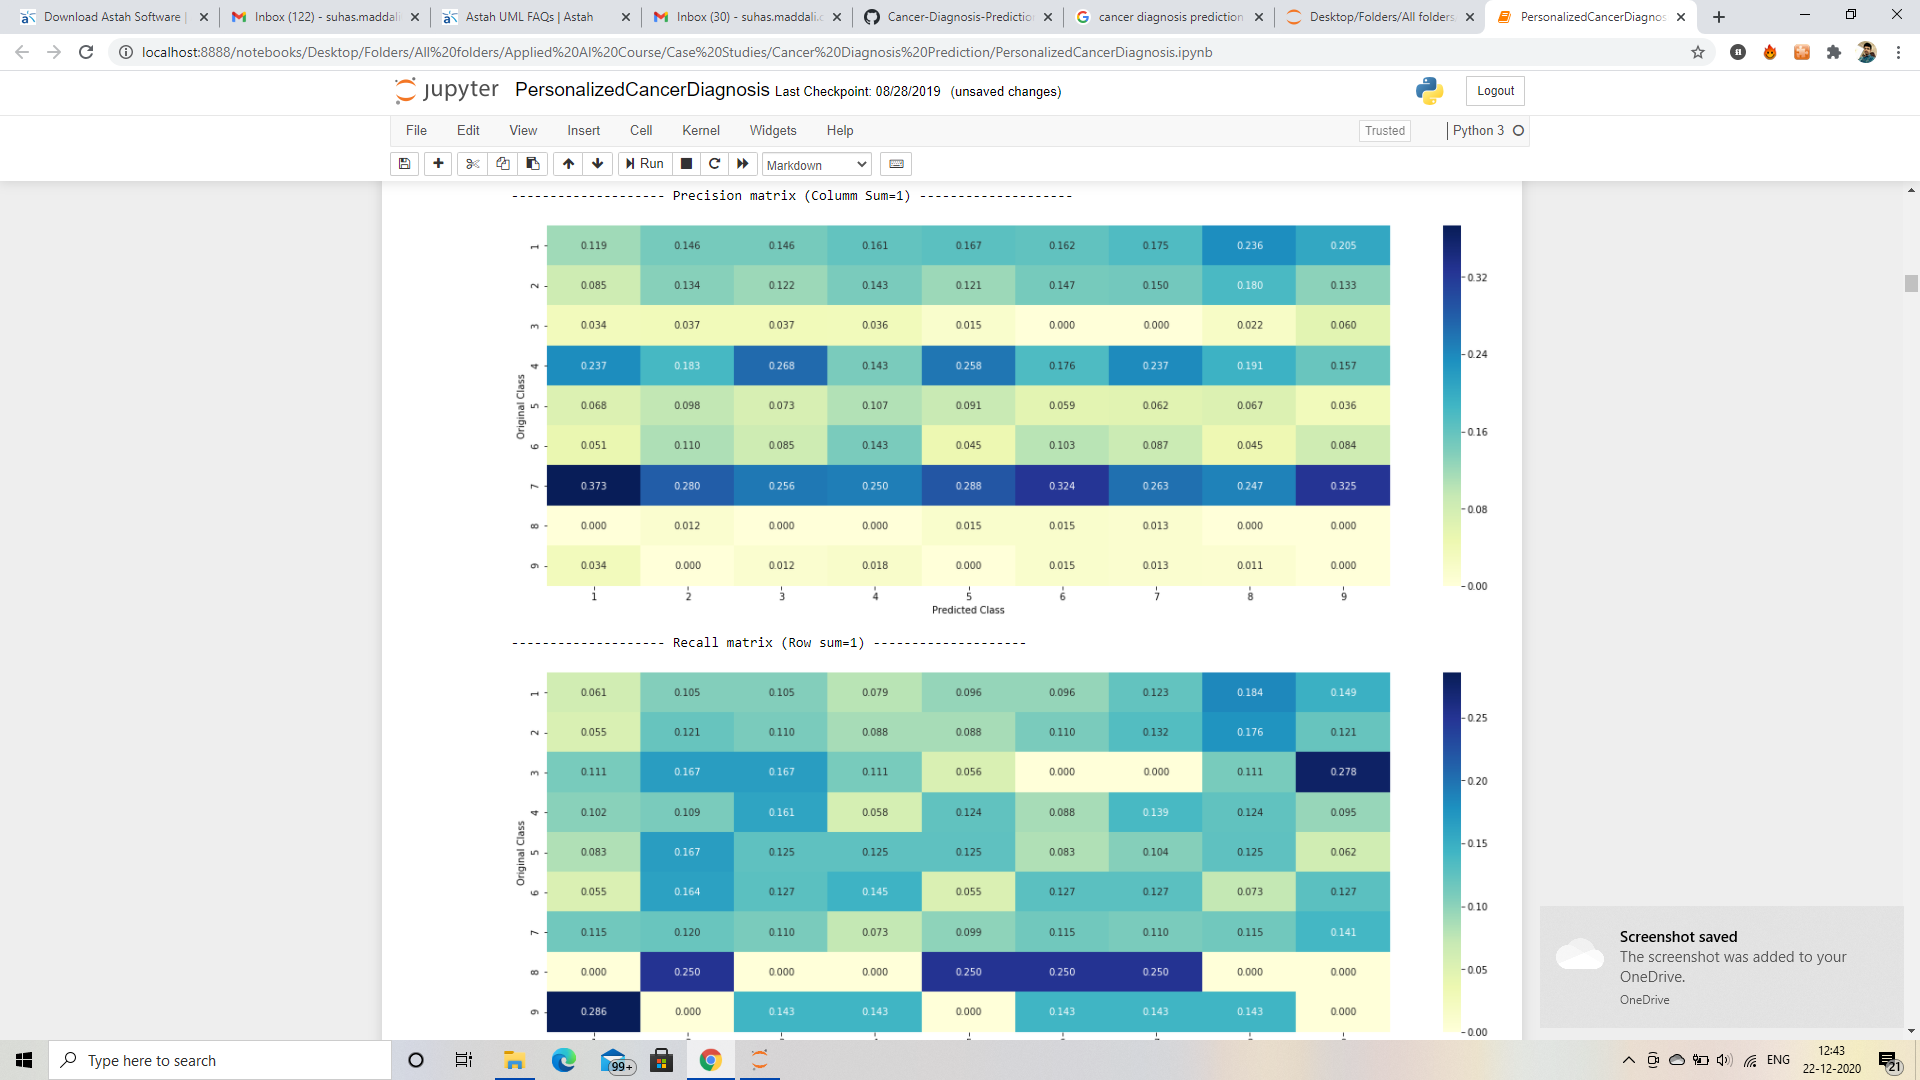 Download Astah Software |
Inbox (122) - suhas.maddali
Astah UML FAQs | Astah
Inbox (30) - suhas.maddali.c
Cancer-Diagnosis-Predictio
cancer diagnosis prediction
Desktop/Folders/All folders
PersonalizedCancerDiagnos
localhost:8888/notebooks/Desktop/Folders/All%20folders/Applied%20AI%20Course/Case%20Studies/Cancer%20Diagnosis%20Prediction/PersonalizedCancerDiagnosis.ipynb
jupyter PersonalizedCancerDiagnosis Last Checkpoint: 08/28/2019 (unsaved changes)
Logout
File Edit View Insert Cell Kernel Widgets Help
Trusted
Python 3
Run
Markdown
-------------------- Precision matrix (Columm Sum=1) --------------------
1 0.119 0.146 0.146 0.161 0.167 0.162 0.175 0.236 0.205
2 0.085 0.134 0.122 0.143 0.121 0.147 0.150 0.180 0.133
3 0.034 0.037 0.037 0.036 0.015 0.000 0.000 0.022 0.060
4 0.237 0.183 0.268 0.143 0.258 0.176 0.237 0.191 0.157
5 0.068 0.098 0.073 0.107 0.091 0.059 0.062 0.067 0.036
6 0.051 0.110 0.085 0.143 0.045 0.103 0.087 0.045 0.084
7 0.373 0.280 0.256 0.250 0.288 0.324 0.263 0.247 0.325
8 0.000 0.012 0.000 0.000 0.015 0.015 0.013 0.000 0.000
9 0.034 0.000 0.012 0.018 0.000 0.015 0.013 0.011 0.000
1 2 3 4 5 6 7 8 9
Predicted Class
Original Class
0.32
0.24
0.16
0.08
0.00
-------------------- Recall matrix (Row sum=1) --------------------
1 0.061 0.105 0.105 0.079 0.096 0.096 0.123 0.184 0.149
2 0.055 0.121 0.110 0.088 0.088 0.110 0.132 0.176 0.121
3 0.111 0.167 0.167 0.111 0.056 0.000 0.000 0.111 0.278
4 0.102 0.109 0.161 0.058 0.124 0.088 0.139 0.124 0.095
5 0.083 0.167 0.125 0.125 0.125 0.083 0.104 0.125 0.062
6 0.055 0.164 0.127 0.145 0.055 0.127 0.127 0.073 0.127
7 0.115 0.120 0.110 0.073 0.099 0.115 0.110 0.115 0.141
8 0.000 0.250 0.000 0.000 0.250 0.250 0.250 0.000 0.000
9 0.286 0.000 0.143 0.143 0.000 0.143 0.143 0.143 0.000
Original Class
0.25
0.20
0.15
0.10
0.05
0.00
Screenshot saved
The screenshot was added to your
OneDrive.
OneDrive
Type here to search
99+
ENG
12:43
22-12-2020
21